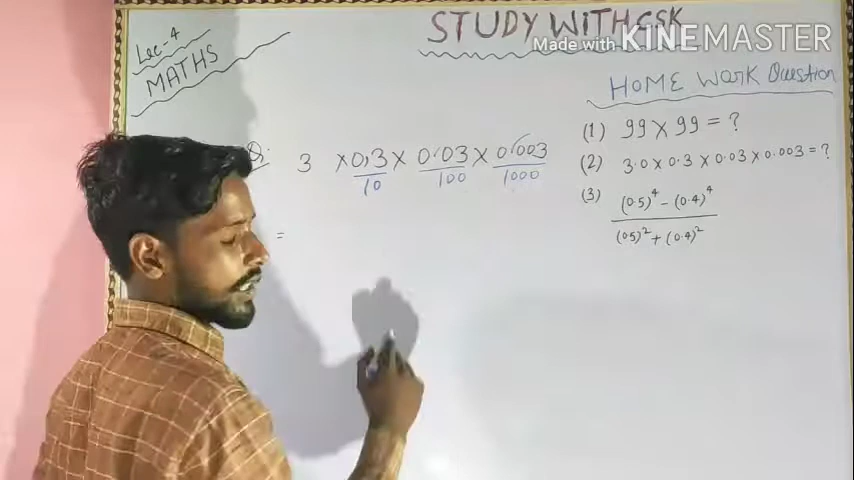 Lec-4
MATHS
STUDY WITH CSK
Made with KINEMASTER
HOME WORK Question
(1) 99 × 99 = ?
(2) 3.0 × 0.3 × 0.03 × 0.003 = ?
(3) (0.5)⁴ - (0.4)⁴
(0.5)² + (0.4)²
Q:
3 × 0.3 × 0.03 × 0.003
10 100 1000
=